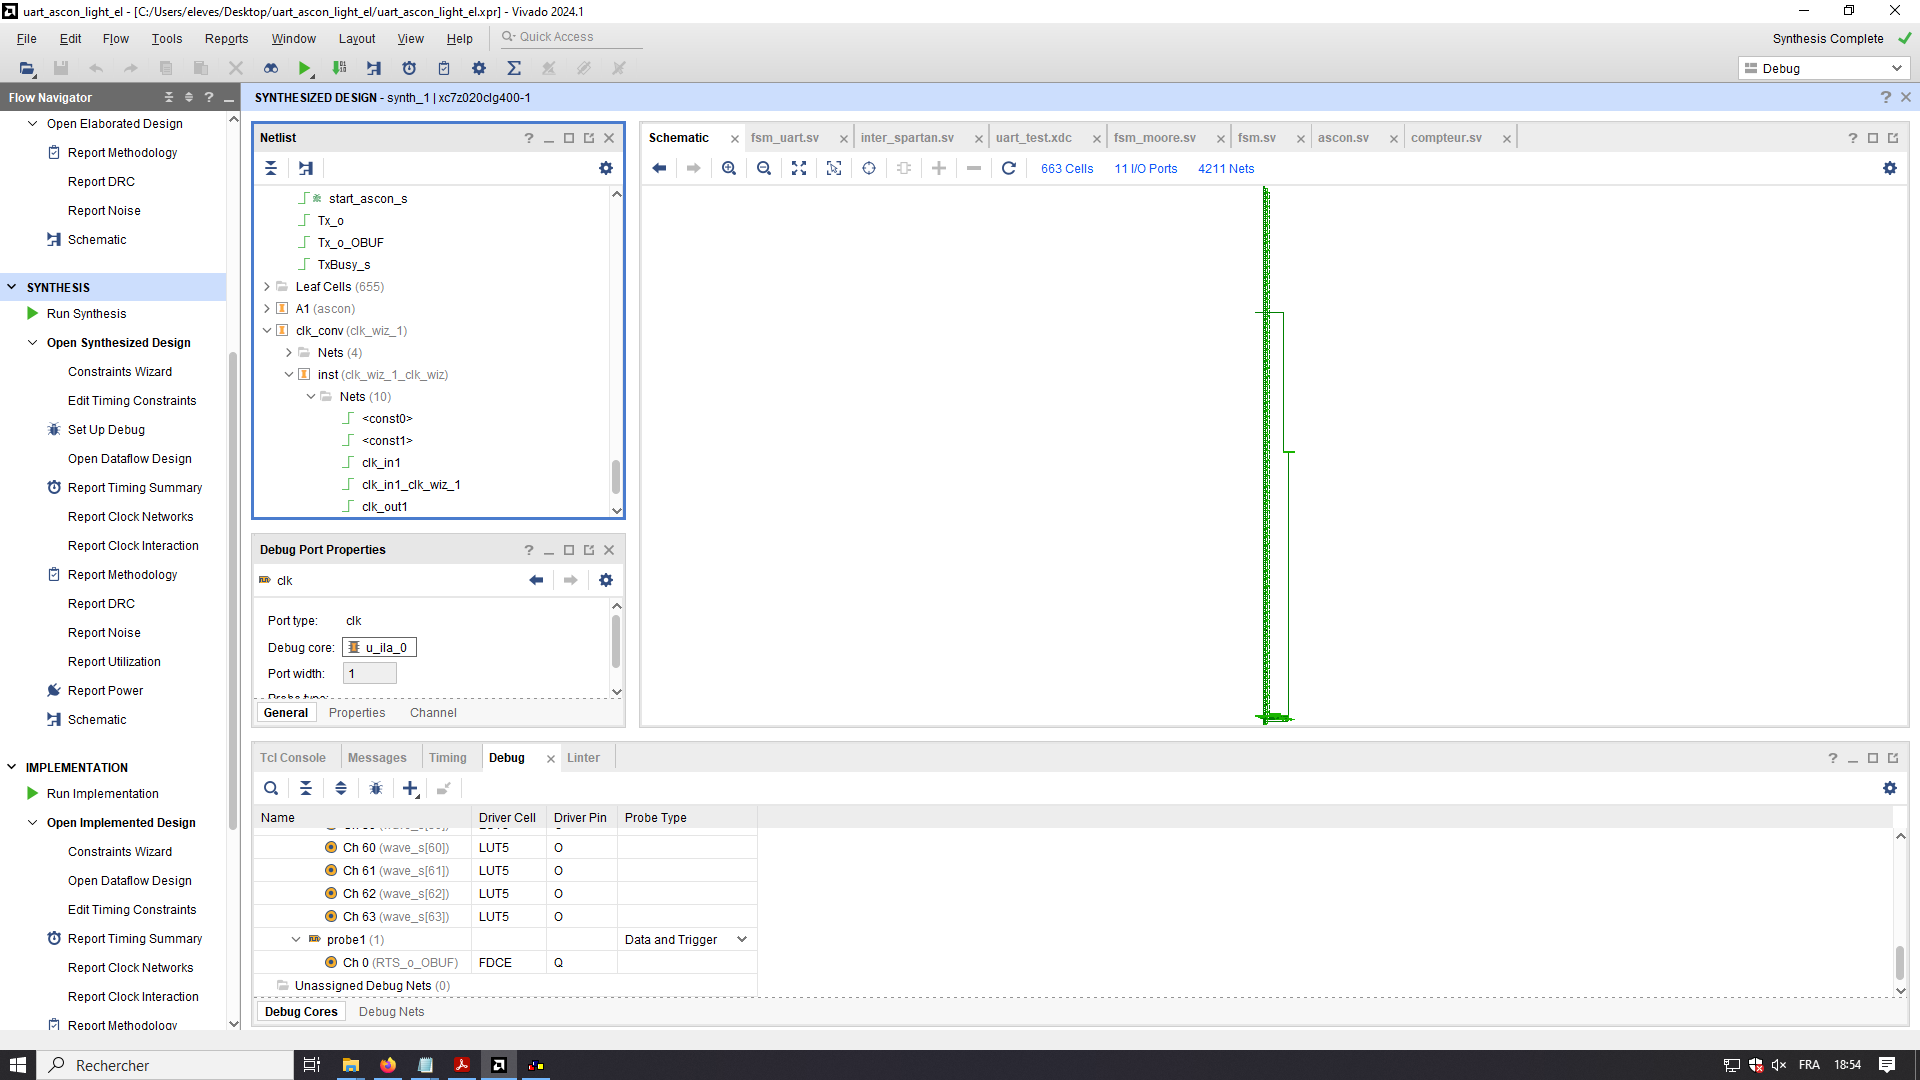 uart_ascon_light_el - [C:/Users/eleves/Desktop/uart_ascon_light_el/uart_ascon_light_el.xpr] - Vivado 2024.1
File Edit Flow Tools Reports Window Layout View Help Quick Access
Synthesis Complete
Debug
Flow Navigator
SYNTHESIZED DESIGN - synth_1 | xc7z020clg400-1
Open Elaborated Design
Report Methodology
Report DRC
Report Noise
Schematic
SYNTHESIS
Run Synthesis
Open Synthesized Design
Constraints Wizard
Edit Timing Constraints
Set Up Debug
Open Dataflow Design
Report Timing Summary
Report Clock Networks
Report Clock Interaction
Report Methodology
Report DRC
Report Noise
Report Utilization
Report Power
Schematic
IMPLEMENTATION
Run Implementation
Open Implemented Design
Constraints Wizard
Open Dataflow Design
Edit Timing Constraints
Report Timing Summary
Report Clock Networks
Report Clock Interaction
Report Methodology
Netlist
start_ascon_s
Tx_o
Tx_o_OBUF
TxBusy_s
Leaf Cells (655)
A1 (ascon)
clk_conv (clk_wiz_1)
Nets (4)
inst (clk_wiz_1_clk_wiz)
Nets (10)
<const0>
<const1>
clk_in1
clk_in1_clk_wiz_1
clk_out1
Debug Port Properties
clk
Port type: clk
Debug core: u_ila_0
Port width: 1
General Properties Channel
Schematic fsm_uart.sv inter_spartan.sv uart_test.xdc fsm_moore.sv fsm.sv ascon.sv compteur.sv
663 Cells 11 I/O Ports 4211 Nets
Tcl Console Messages Timing Debug Linter
Name Driver Cell Driver Pin Probe Type
Ch 60 (wave_s[60]) LUT5 O
Ch 61 (wave_s[61]) LUT5 O
Ch 62 (wave_s[62]) LUT5 O
Ch 63 (wave_s[63]) LUT5 O
probe1 (1) Data and Trigger
Ch 0 (RTS_o_OBUF) FDCE Q
Unassigned Debug Nets (0)
Debug Cores Debug Nets
Rechercher
FRA 18:54